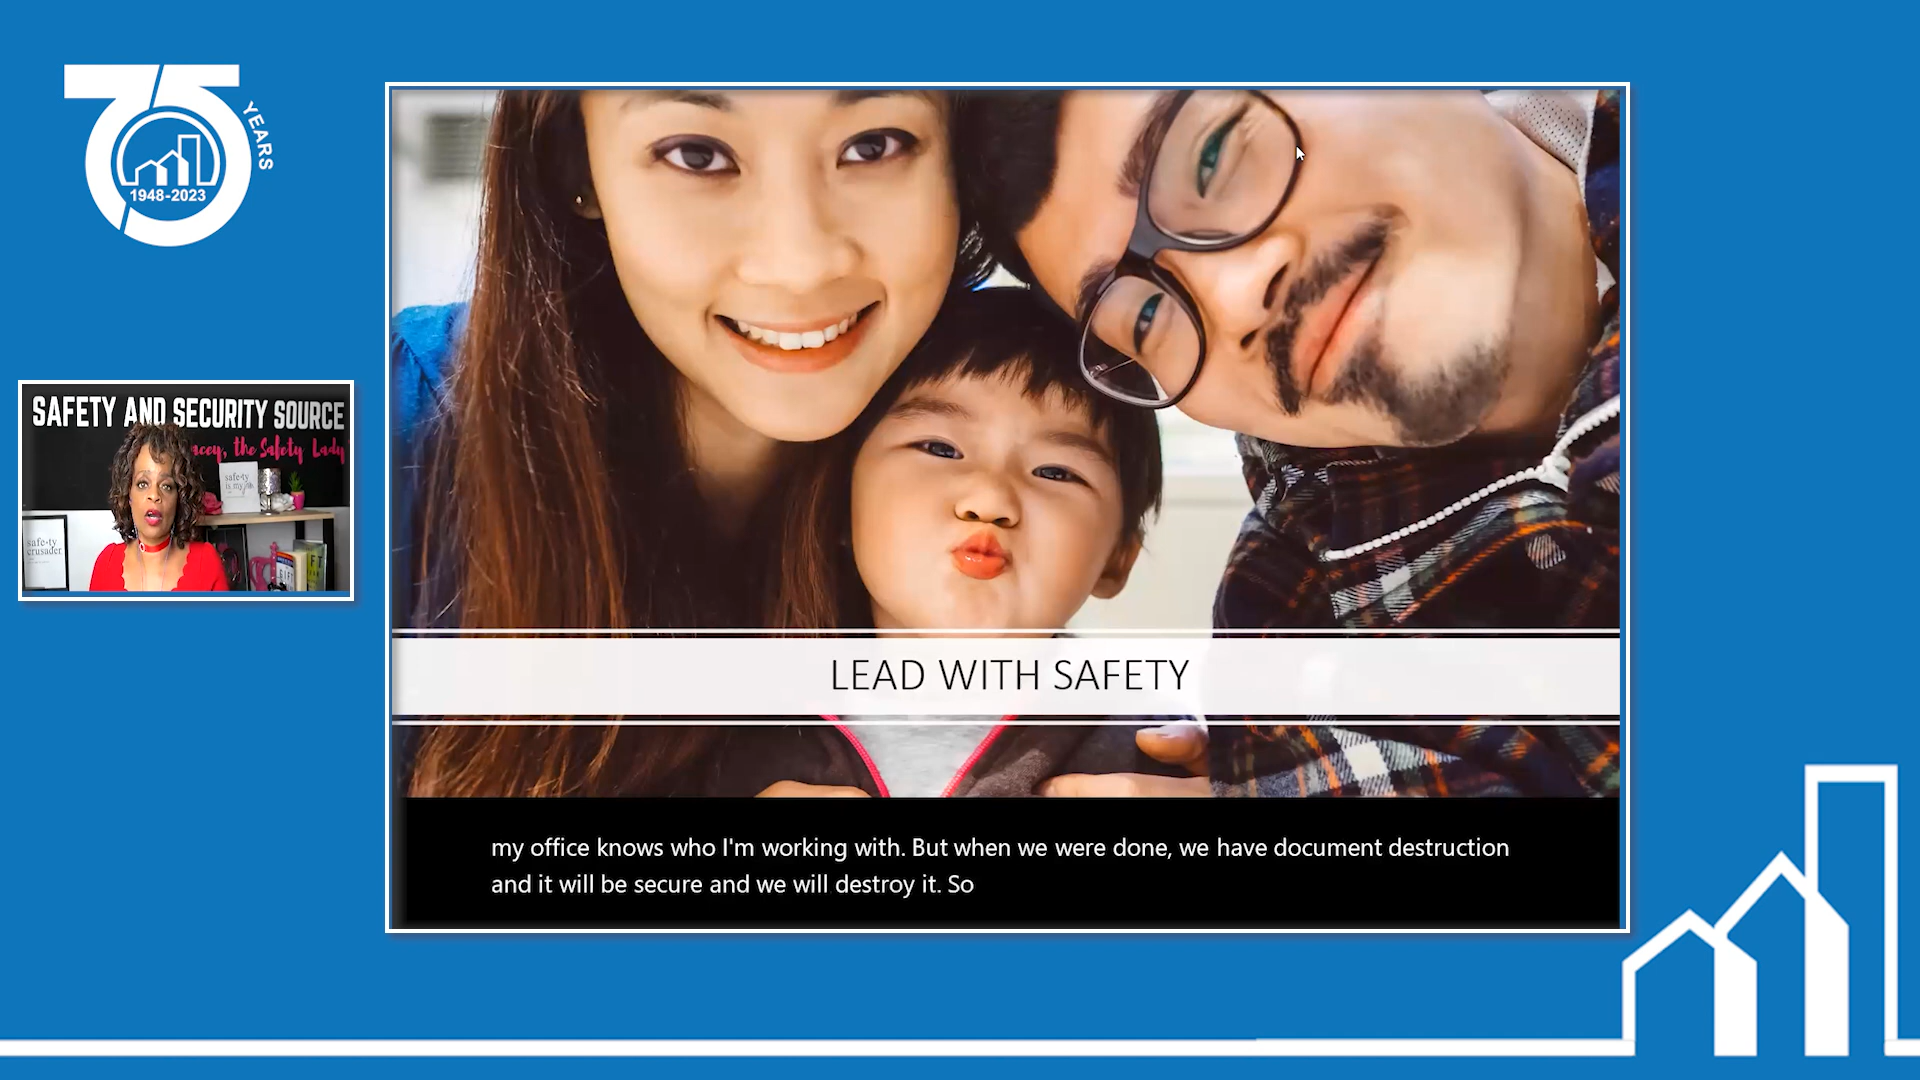 75
YEARS
1948-2023
SAFETY AND SECURITY SOURCE
acey, the Safety Lady
safe·ty
is my job
safe·ty
crusader
GIFT
LEAD WITH SAFETY
my office knows who I'm working with. But when we were done, we have document destruction
and it will be secure and we will destroy it. So